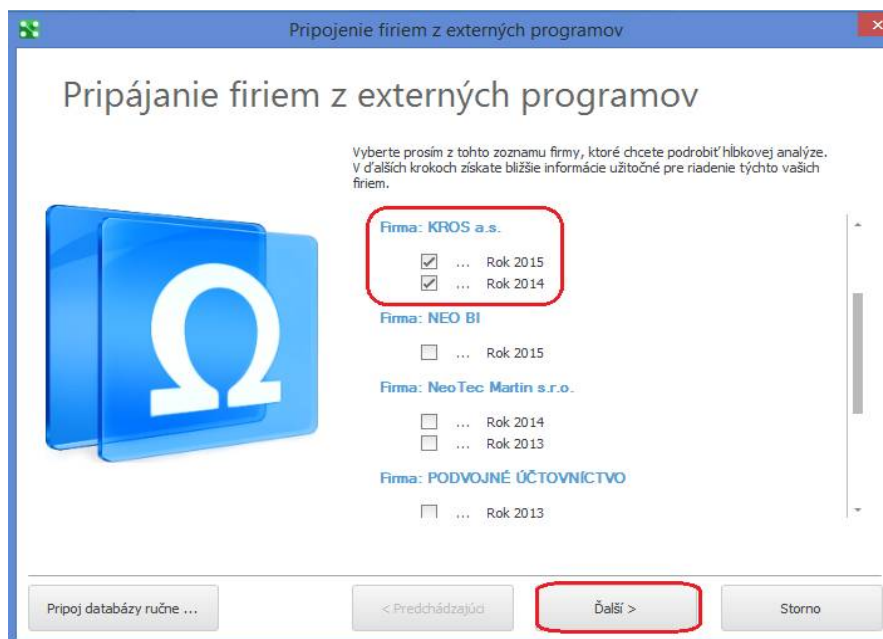 Pripojenie firiem z externých programov
Pripájanie firiem z externých programov
Vyberte prosím z tohto zoznamu firmy, ktoré chcete podrobiť hĺbkovej analýze.
V ďalších krokoch získate bližšie informácie užitočné pre riadenie týchto vašich
firiem.
Firma: KROS a.s.
... Rok 2015
... Rok 2014
Firma: NEO BI
... Rok 2015
Firma: NeoTec Martin s.r.o.
... Rok 2014
... Rok 2013
Firma: PODVOJNÉ ÚČTOVNÍCTVO
... Rok 2013
Pripoj databázy ručne ...
< Predchádzajúci
Ďalší >
Storno